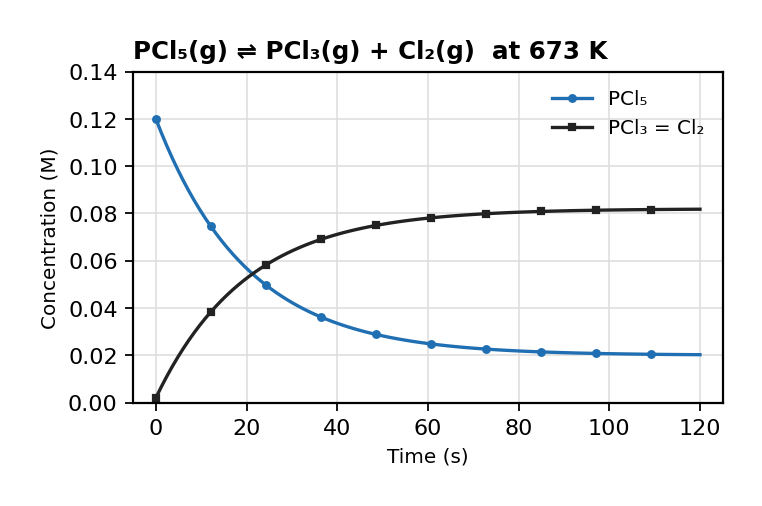 PCl₅(g) ⇌ PCl₃(g) + Cl₂(g)  at 673 K
0.14
0.12
0.10
0.08
0.06
0.04
0.02
0.00
Concentration (M)
PCl₅
PCl₃ = Cl₂
0 20 40 60 80 100 120
Time (s)